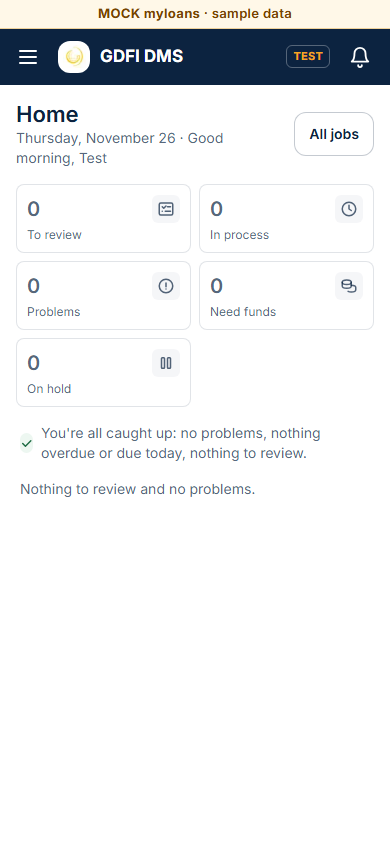 MOCK myloans · sample data
GDFI DMS
TEST
Home
Thursday, November 26 · Good
morning, Test
All jobs
0
To review
0
In process
0
Problems
0
Need funds
0
On hold
You're all caught up: no problems, nothing
overdue or due today, nothing to review.
Nothing to review and no problems.